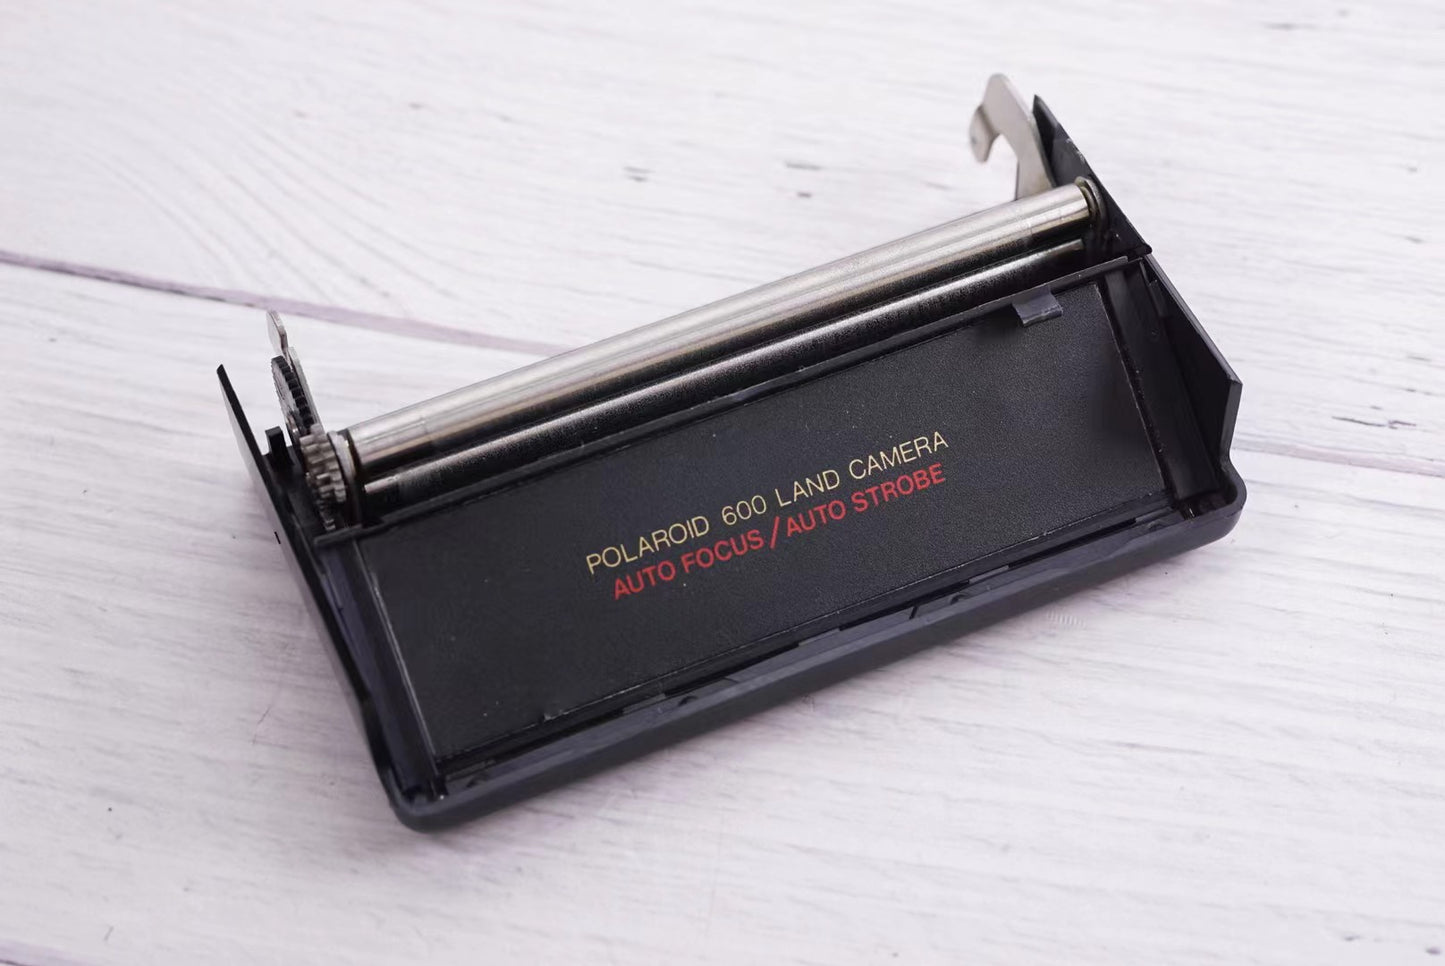 POLAROID 600 LAND CAMERA
AUTO FOCUS/AUTO STROBE